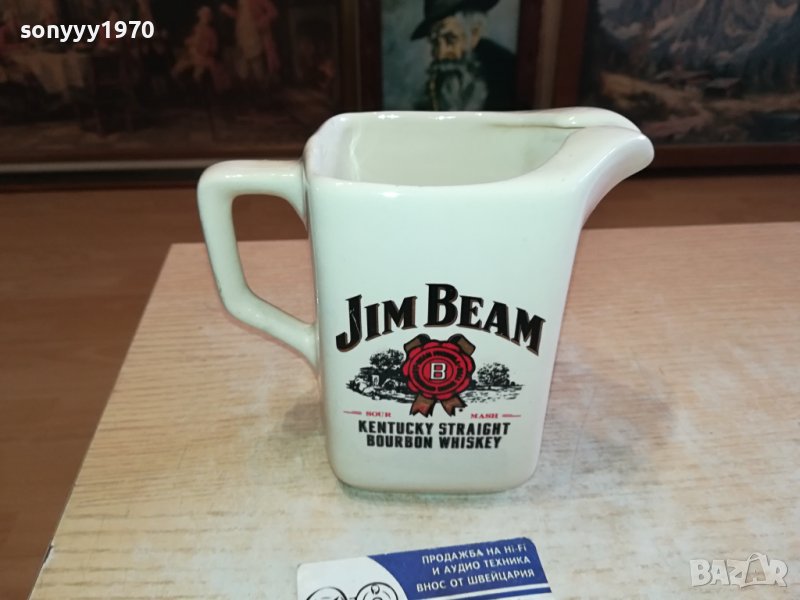 sonyyy1970
JIM BEAM
B
SOUR MASH
KENTUCKY STRAIGHT
BOURBON WHISKEY
ПРОДАЖБА НА Hi-Fi
И АУДИО ТЕХНИКА
ВНОС ОТ ШВЕЙЦАРИЯ
BAZAR